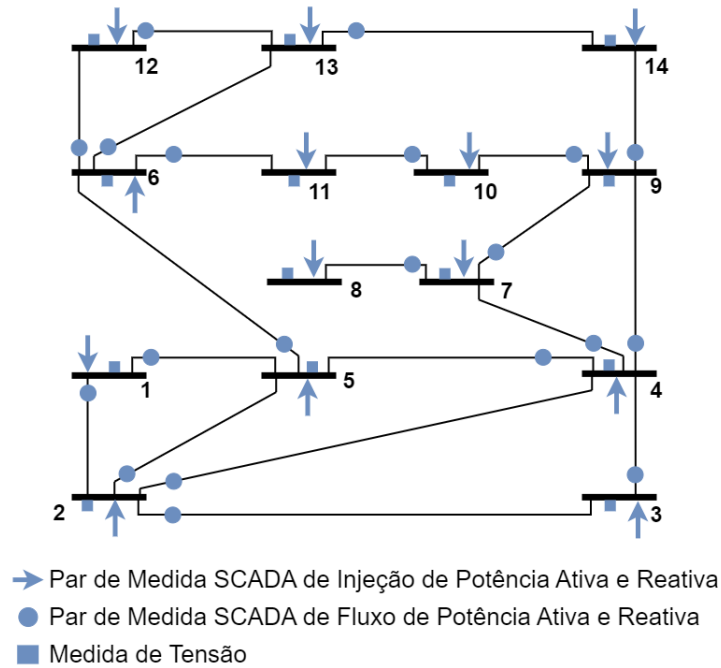 12 13 14
6 11 10 9
8 7
1 5 4
2 3
Par de Medida SCADA de Injeção de Potência Ativa e Reativa
Par de Medida SCADA de Fluxo de Potência Ativa e Reativa
Medida de Tensão